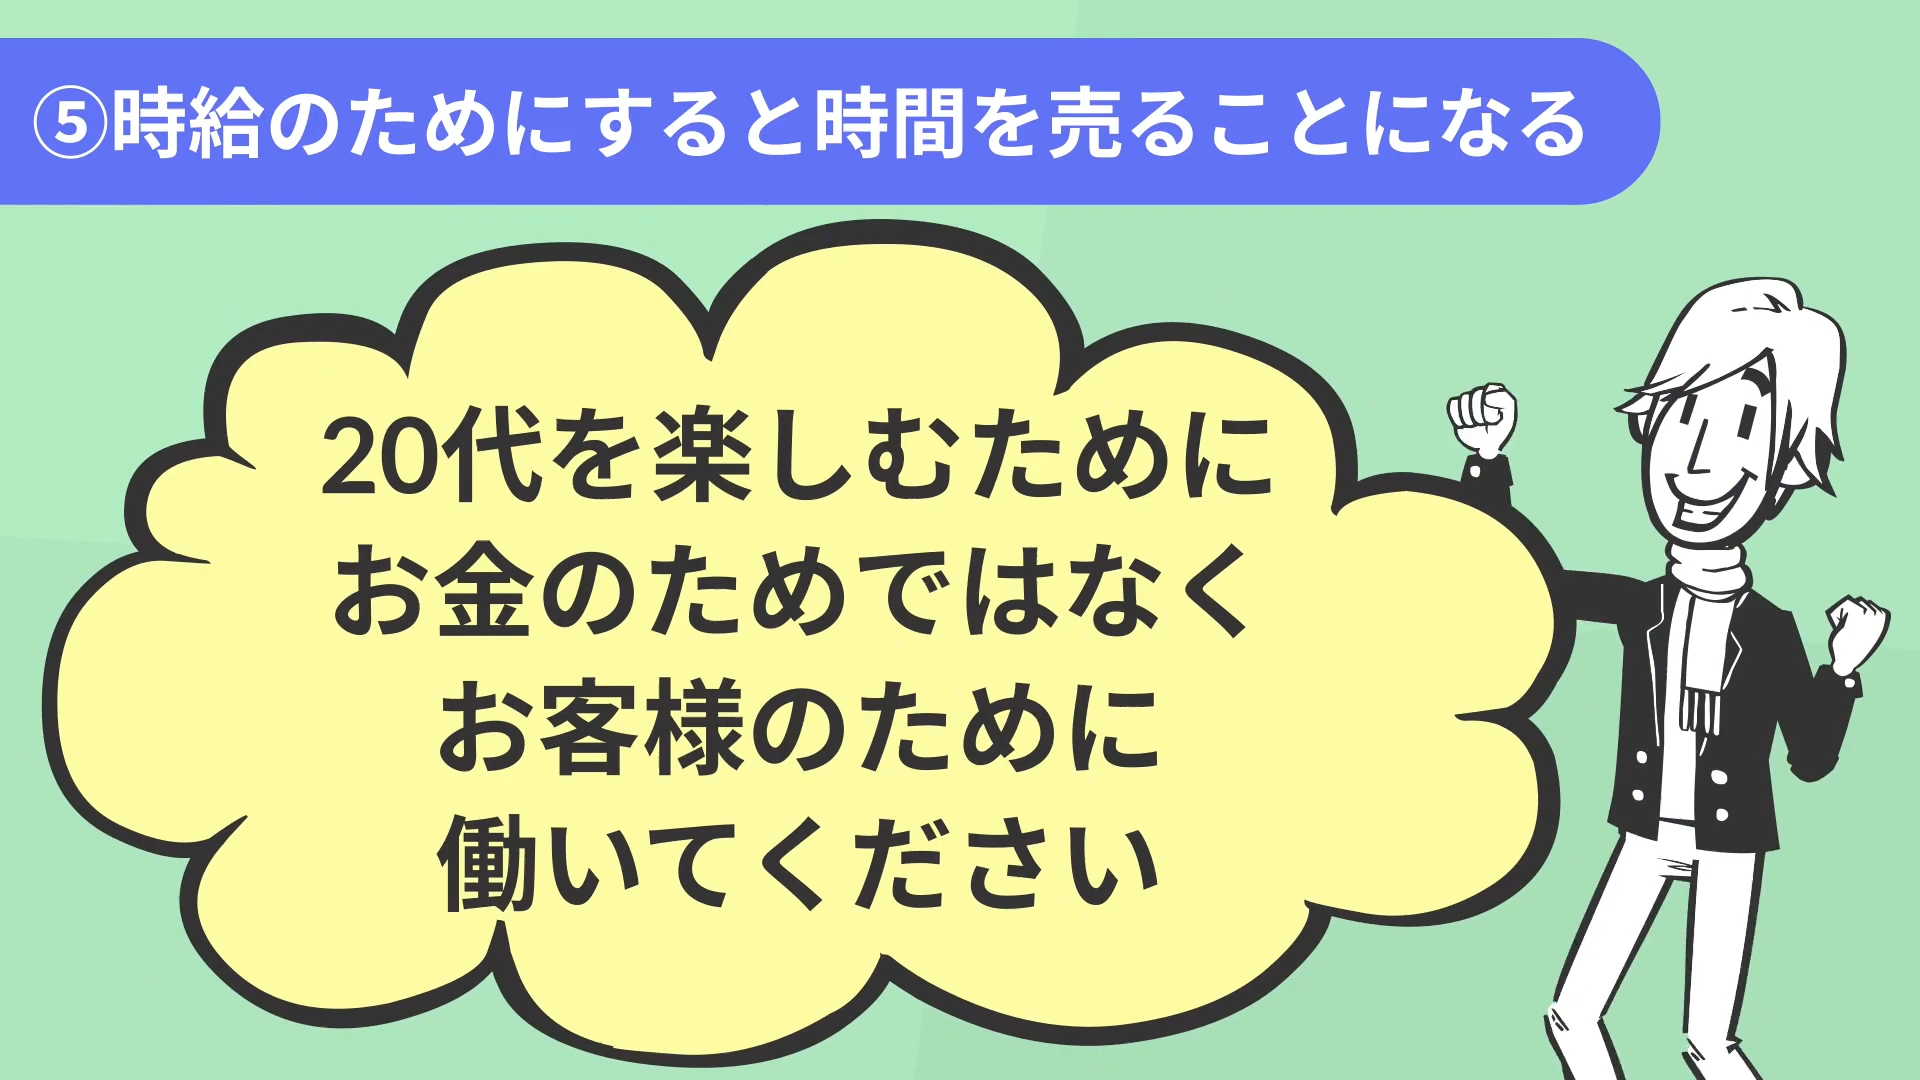 ⑤時給のためにすると時間を売ることになる
20代を楽しむために
お金のためではなく
お客様のために
働いてください